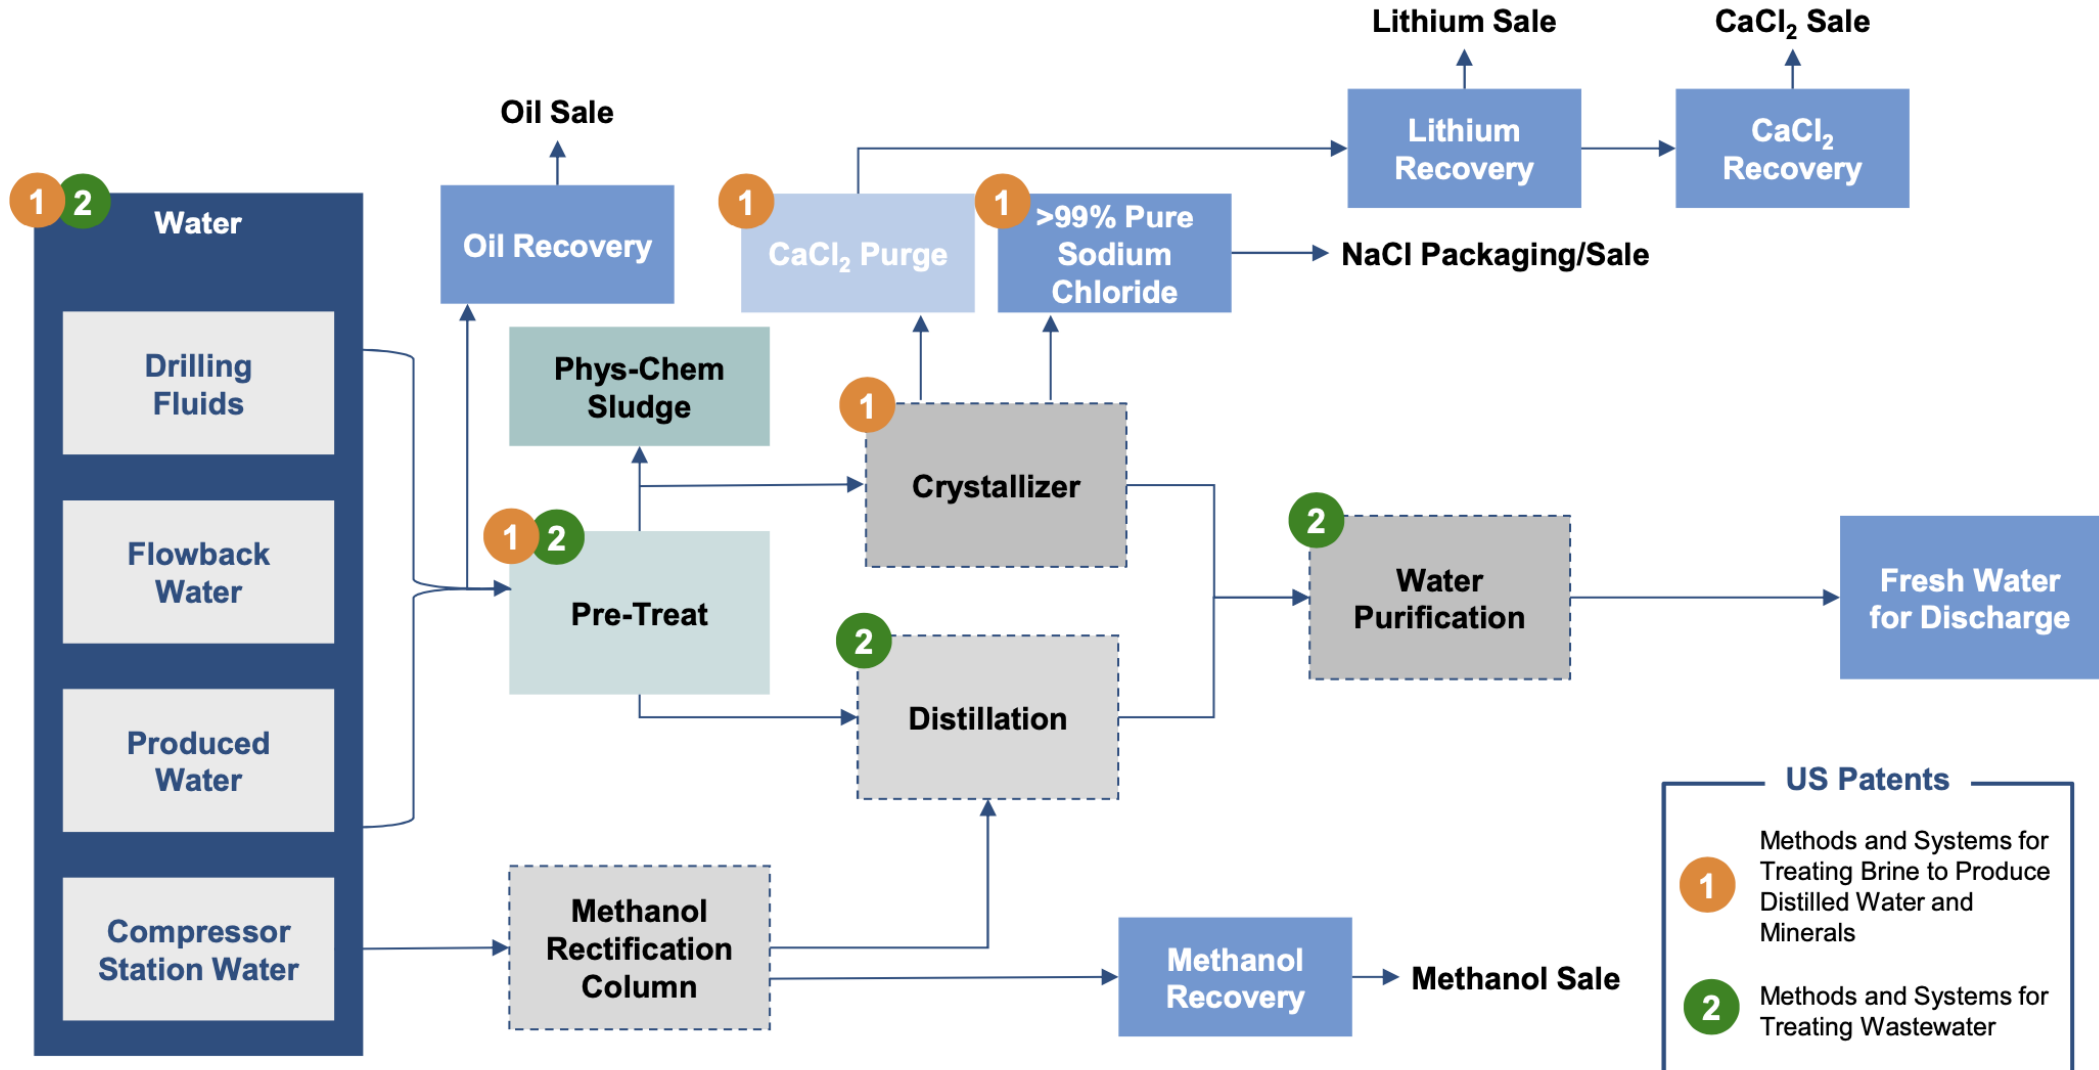 Lithium Sale
CaCl₂ Sale
Oil Sale
Lithium
Recovery
CaCl₂
Recovery
1
2
Water
Oil Recovery
1
CaCl₂ Purge
1
>99% Pure
Sodium
Chloride
NaCl Packaging/Sale
Drilling
Fluids
Phys-Chem
Sludge
1
Crystallizer
Flowback
Water
1
2
Pre-Treat
2
Water
Purification
Fresh Water
for Discharge
2
Distillation
Produced
Water
Compressor
Station Water
Methanol
Rectification
Column
Methanol
Recovery
Methanol Sale
US Patents
1
Methods and Systems for
Treating Brine to Produce
Distilled Water and
Minerals
2
Methods and Systems for
Treating Wastewater